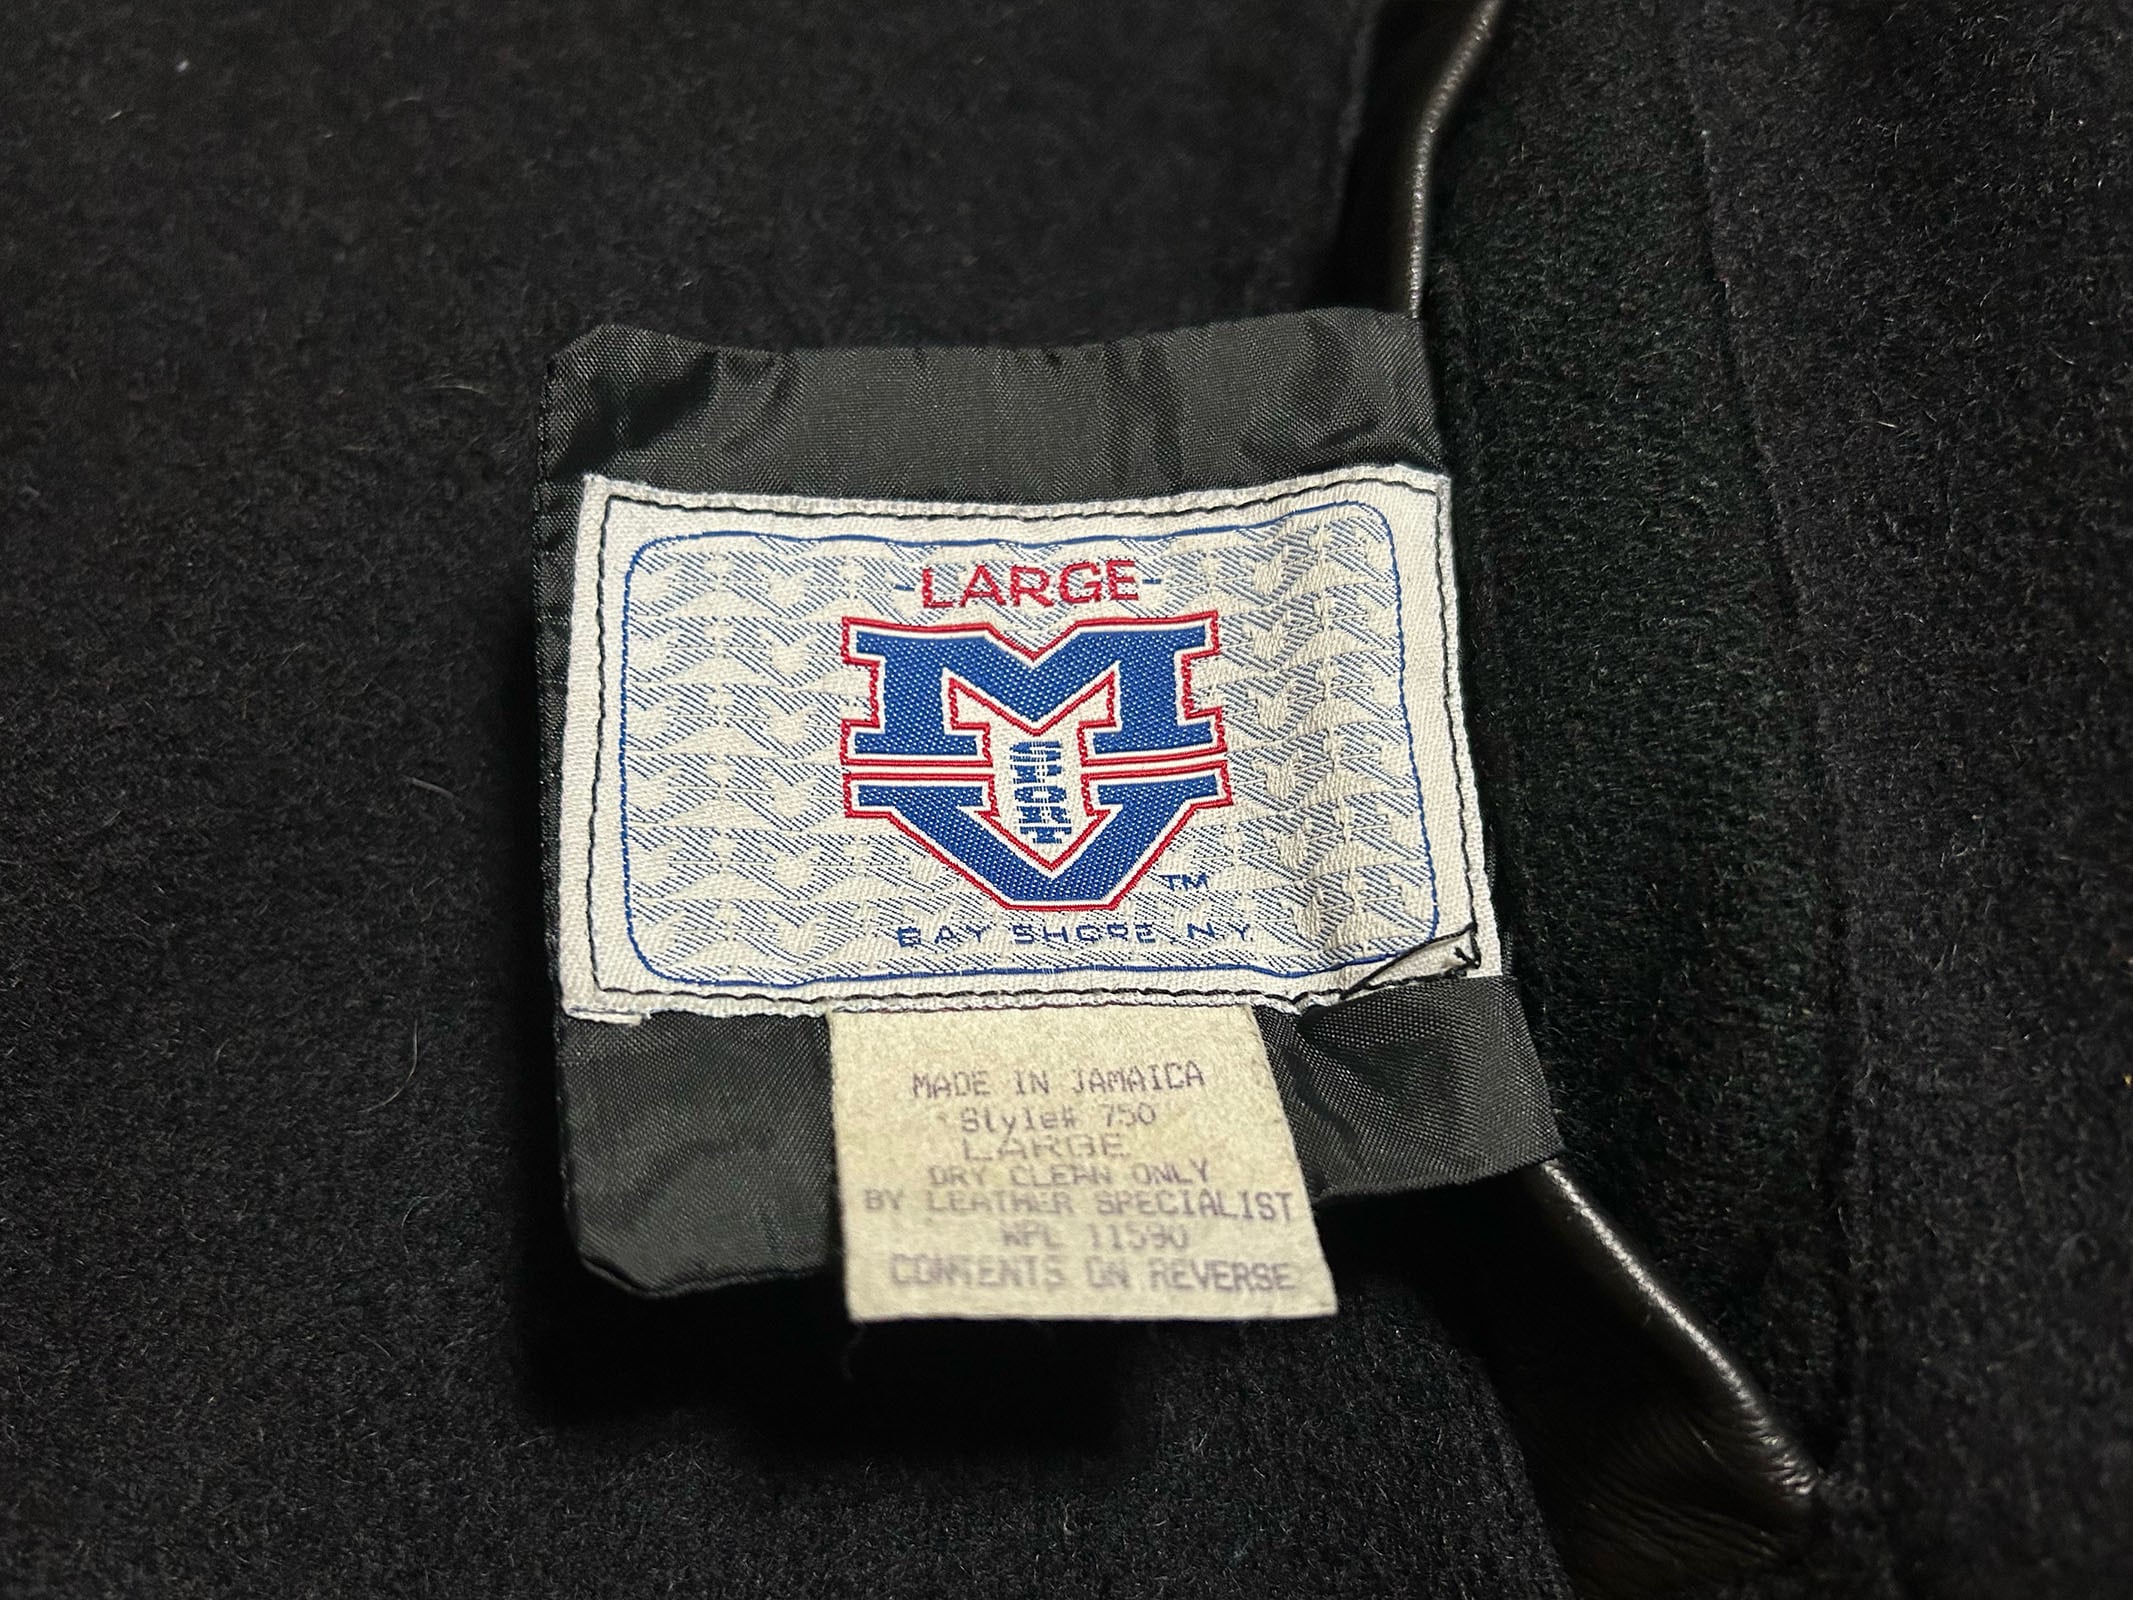 -LARGE-
MV
SPORT
TM
BAY SHORE, N.Y.
MADE IN JAMAICA
Style# 750
LARGE
DRY CLEAN ONLY
BY LEATHER SPECIALIST
WPL 11590
CONTENTS ON REVERSE